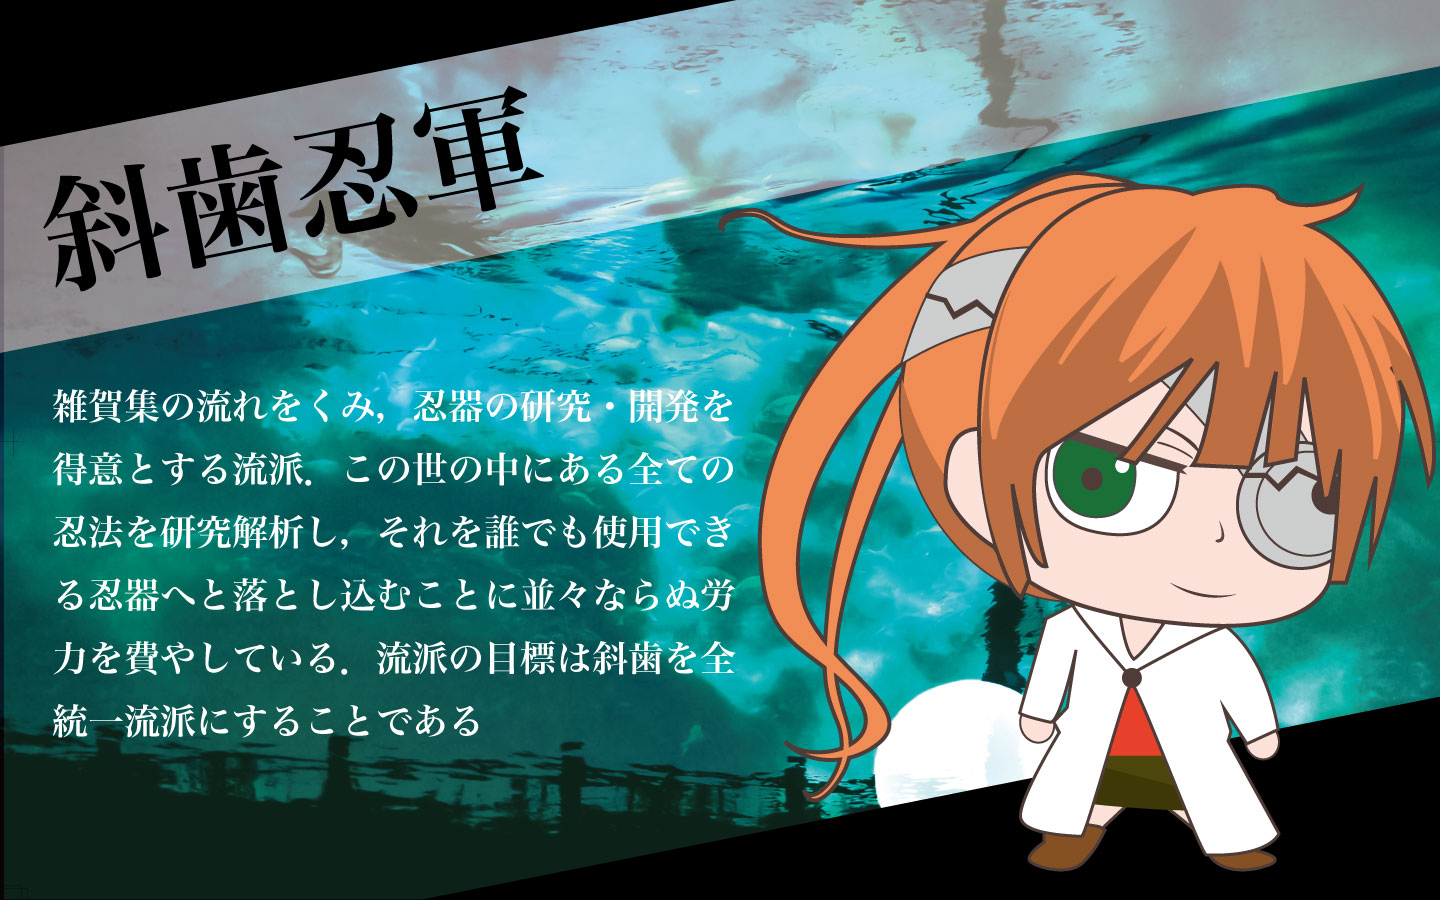 斜歯忍軍
雑賀集の流れをくみ，忍器の研究・開発を
得意とする流派．この世の中にある全ての
忍法を研究解析し，それを誰でも使用でき
る忍器へと落とし込むことに並々ならぬ労
力を費やしている．流派の目標は斜歯を全
統一流派にすることである